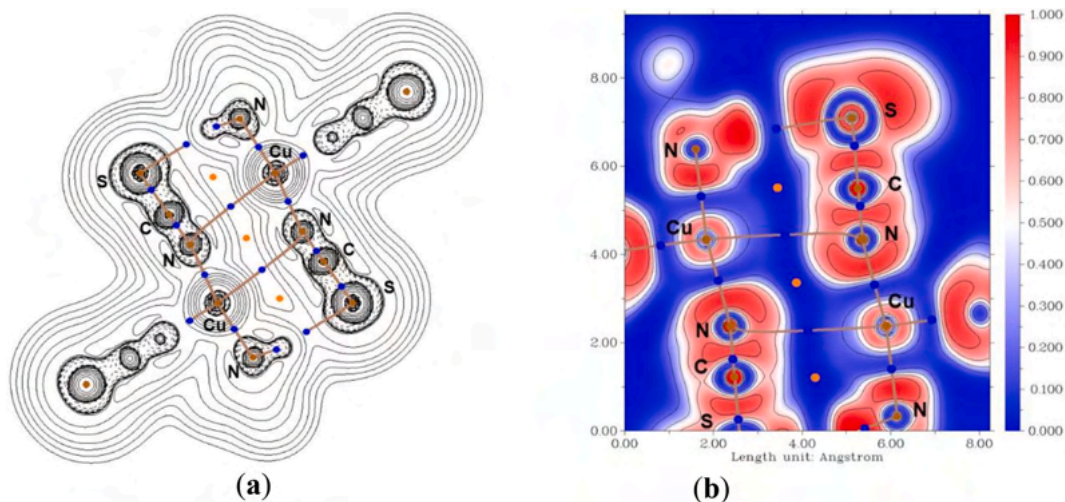 N
Cu
S
C
N
N
C
S
Cu
N
(a)
8.00
6.00
4.00
2.00
0.00
0.00
2.00
4.00
6.00
8.00
Length unit: Angstrom
S
N
C
Cu
N
Cu
N
C
S
N
1.000
0.900
0.800
0.700
0.600
0.500
0.400
0.300
0.200
0.100
0.000
(b)